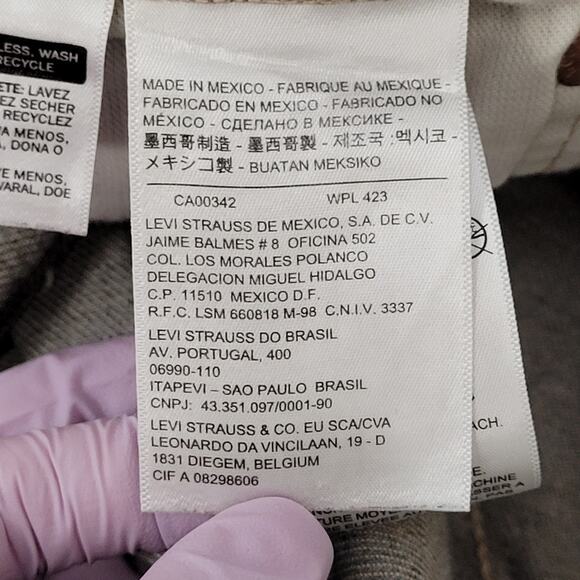 LESS. WASH
RECYCLE
ETE: LAVEZ
EZ SECHER
A MENOS,
A, DONA O
VE MENOS,
VARAL, DOE
MADE IN MEXICO - FABRIQUE AU MEXIQUE -
FABRICADO EN MEXICO - FABRICADO NO
MÉXICO - СДЕЛАНО В МЕКСИКЕ -
墨西哥制造 - 墨西哥製 - 제조국 :멕시코 -
メキシコ製 - BUATAN MEKSIKO
CA00342 WPL 423
LEVI STRAUSS DE MEXICO, S.A. DE C.V.
JAIME BALMES # 8 OFICINA 502
COL. LOS MORALES POLANCO
DELEGACION MIGUEL HIDALGO
C.P. 11510 MEXICO D.F.
R.F.C. LSM 660818 M-98 C.N.I.V. 3337
LEVI STRAUSS DO BRASIL
AV. PORTUGAL, 400
06990-110
ITAPEVI – SAO PAULO BRASIL
CNPJ: 43.351.097/0001-90
LEVI STRAUSS & CO. EU SCA/CVA
LEONARDO DA VINCILAAN, 19 - D
1831 DIEGEM, BELGIUM
CIF A 08298606
ACH.
E.
CHINE
SSER A
PAS